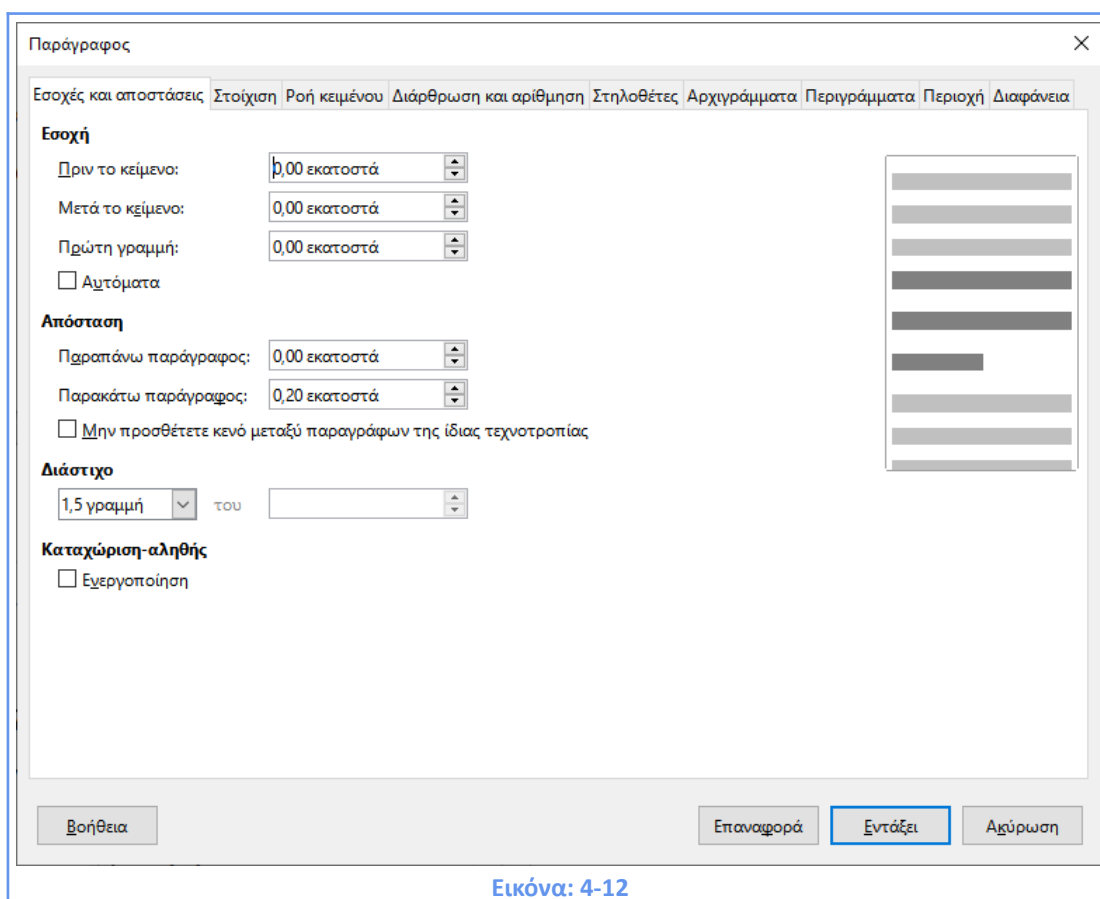 Παράγραφος
Εσοχές και αποστάσεις Στοίχιση Ροή κειμένου Διάρθρωση και αρίθμηση Στηλοθέτες Αρχιγράμματα Περιγράμματα Περιοχή Διαφάνεια
Εσοχή
Πριν το κείμενο: 0,00 εκατοστά
Μετά το κείμενο: 0,00 εκατοστά
Πρώτη γραμμή: 0,00 εκατοστά
Αυτόματα
Απόσταση
Παραπάνω παράγραφος: 0,00 εκατοστά
Παρακάτω παράγραφος: 0,20 εκατοστά
Μην προσθέτετε κενό μεταξύ παραγράφων της ίδιας τεχνοτροπίας
Διάστιχο
1,5 γραμμή του
Καταχώριση-αληθής
Ενεργοποίηση
Βοήθεια Επαναφορά Εντάξει Ακύρωση
Εικόνα: 4-12